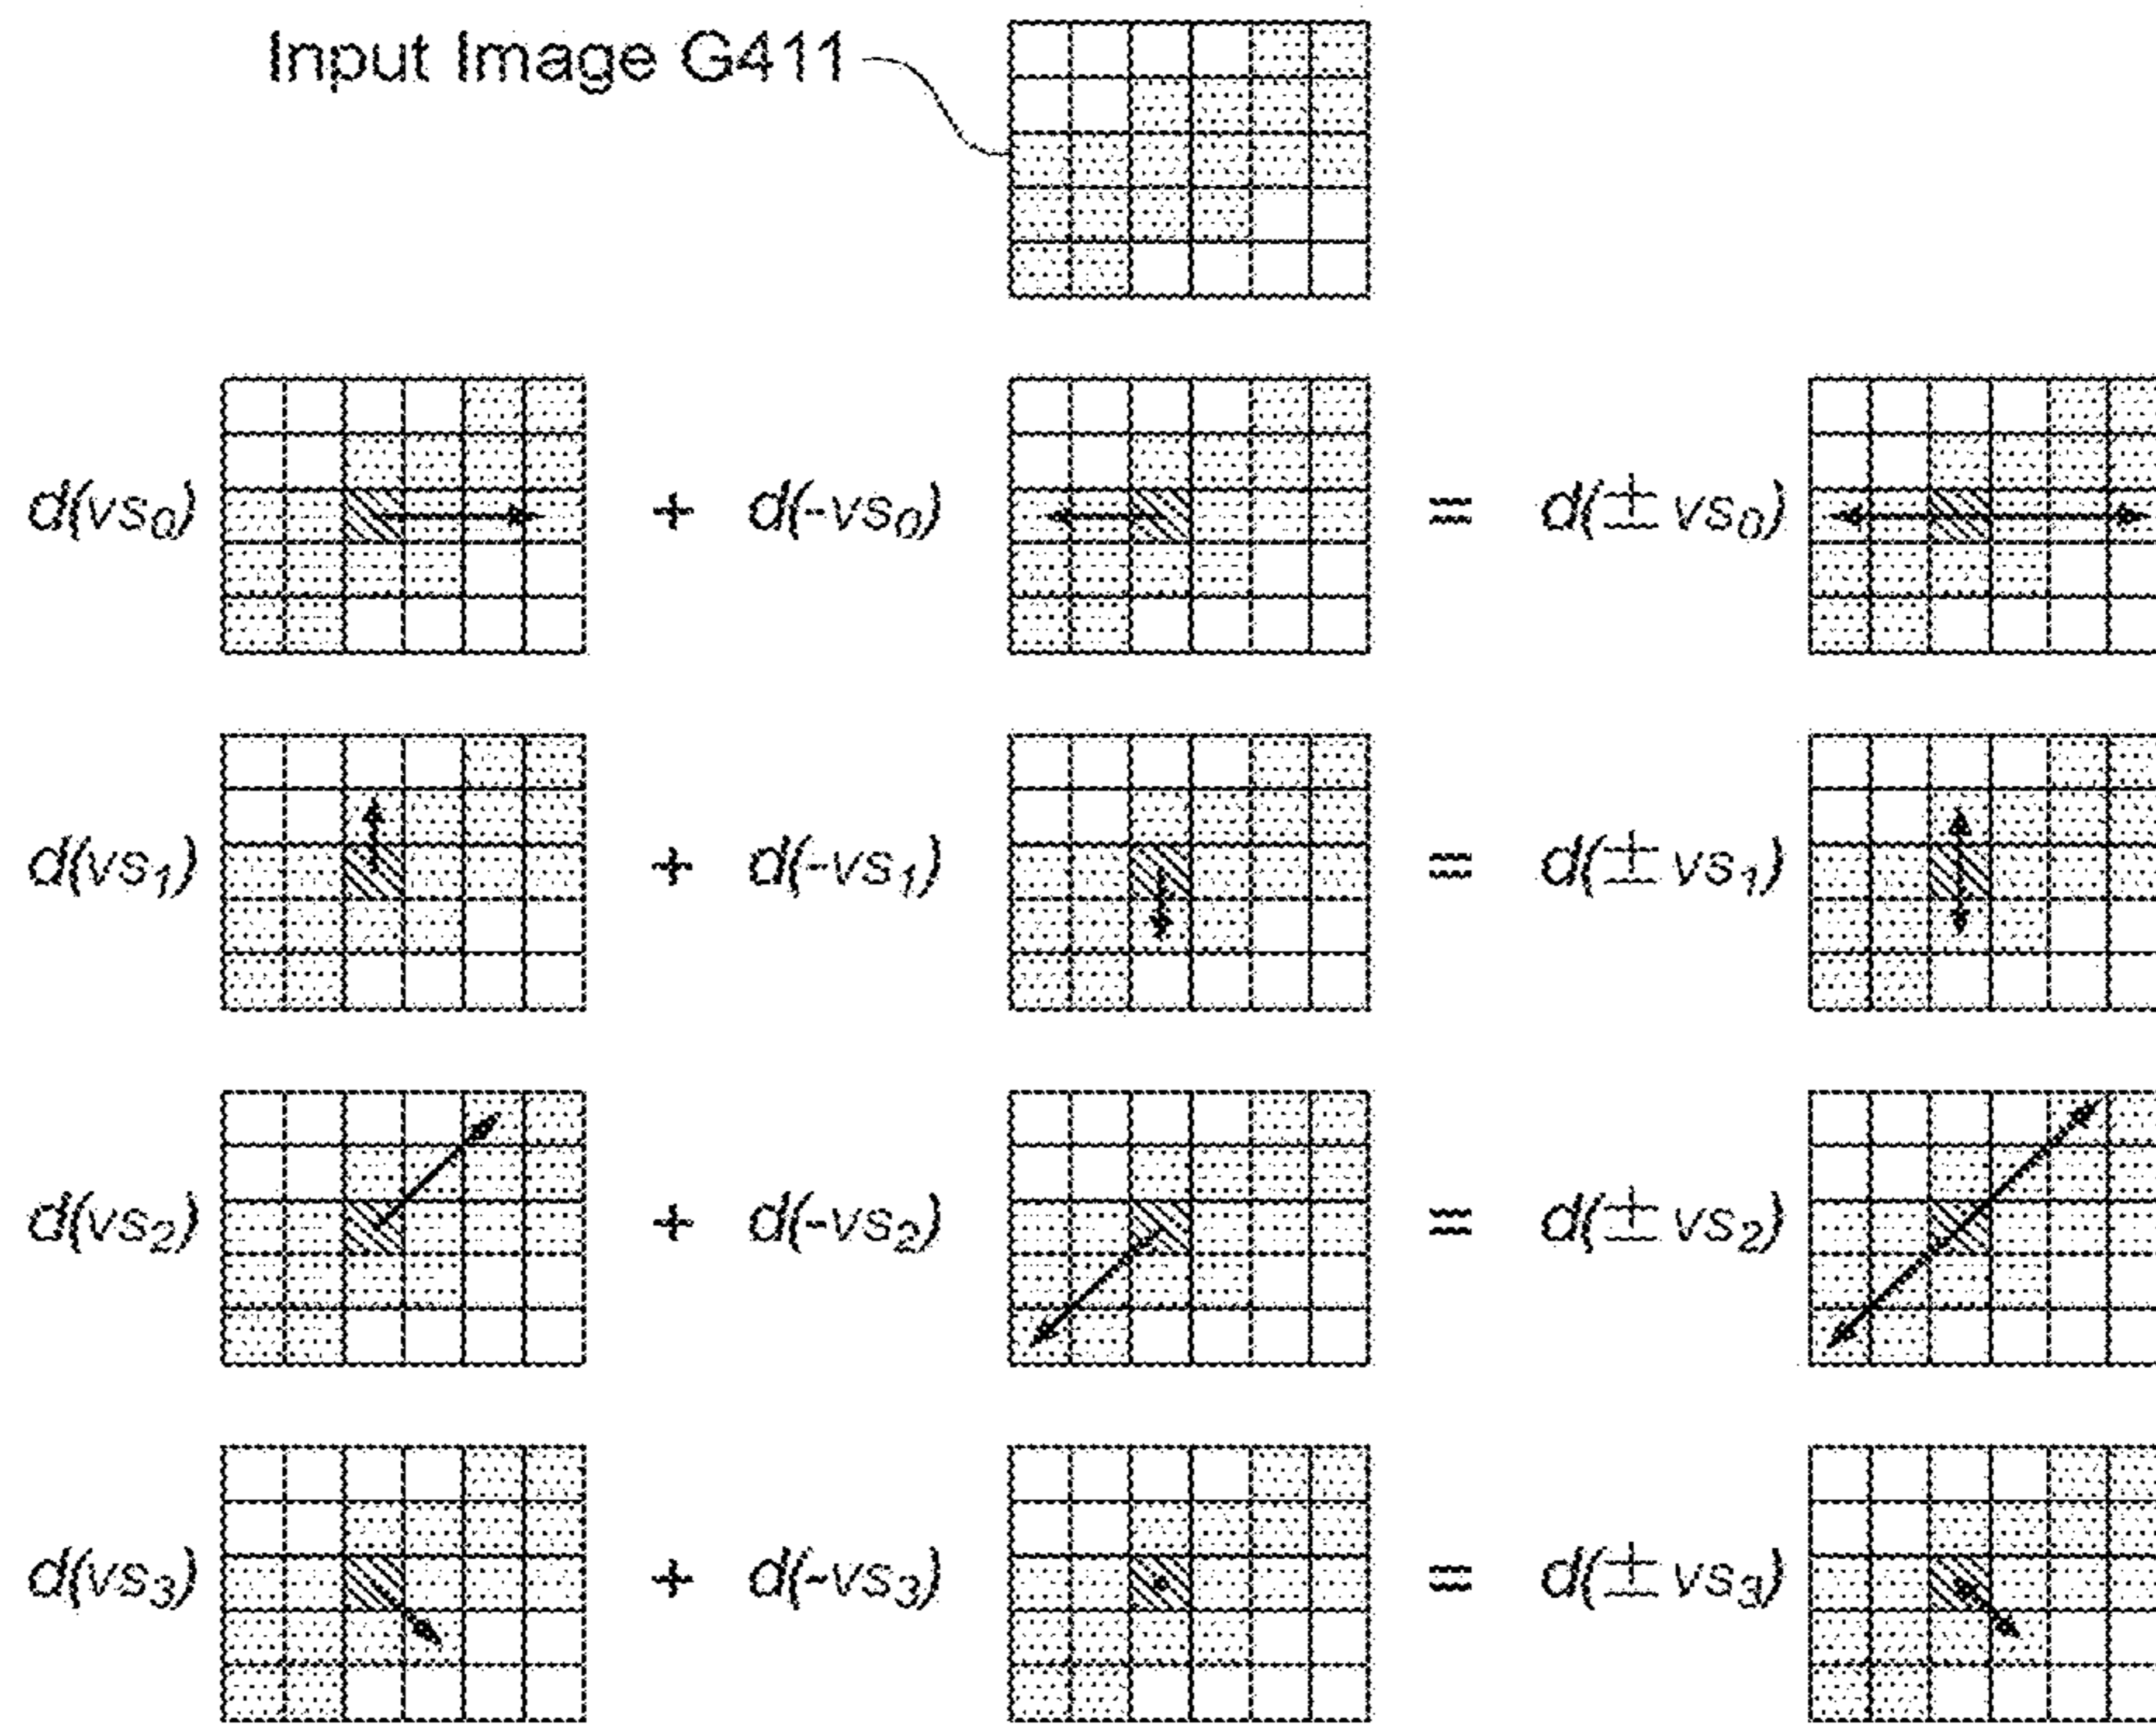 Input Image G411
d(vs₀) + d(-vs₀) = d(± vs₀)
d(vs₁) + d(-vs₁) = d(± vs₁)
d(vs₂) + d(-vs₂) = d(± vs₂)
d(vs₃) + d(-vs₃) = d(± vs₃)